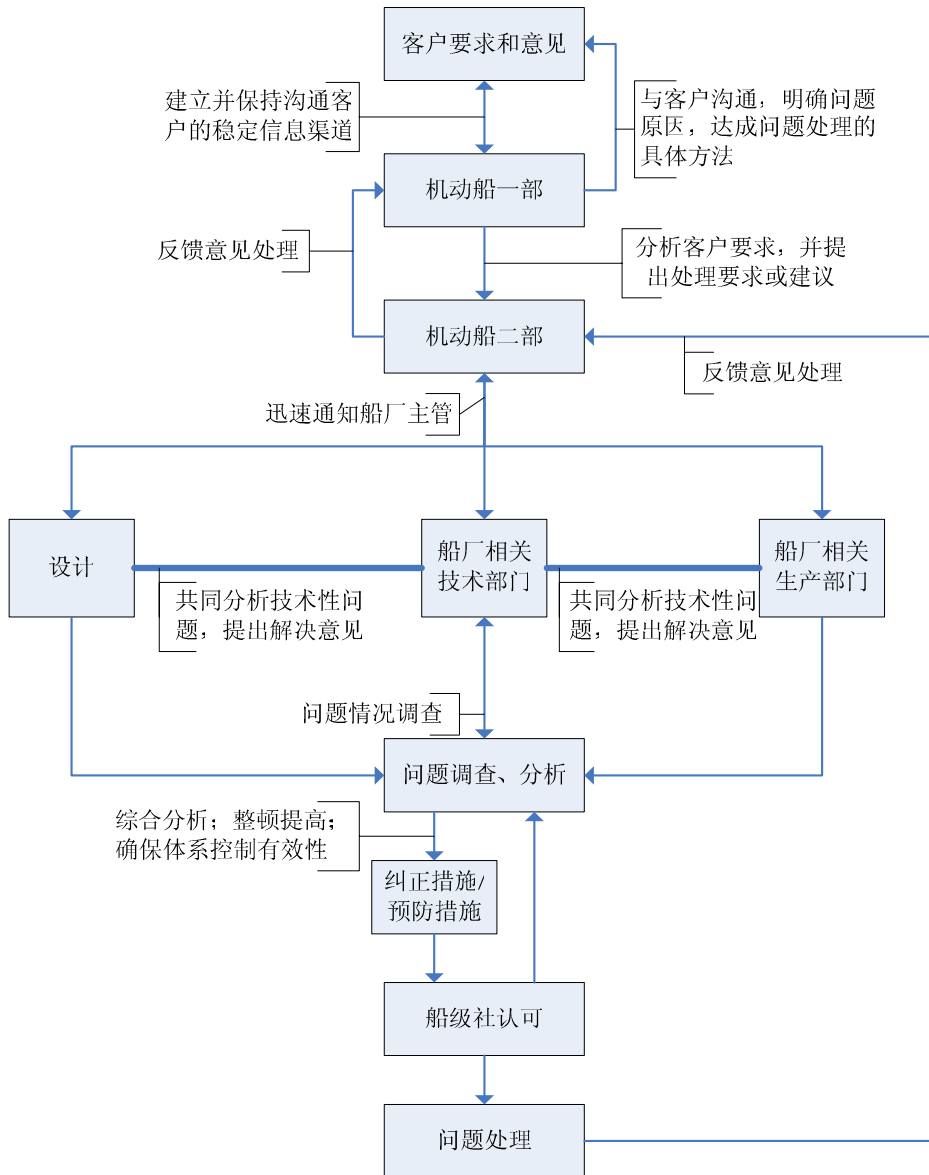 客户要求和意见
建立并保持沟通客
户的稳定信息渠道
与客户沟通，明确问题
原因，达成问题处理的
具体方法
机动船一部
反馈意见处理
分析客户要求，并提
出处理要求或建议
机动船二部
反馈意见处理
迅速通知船厂主管
设计
船厂相关
技术部门
船厂相关
生产部门
共同分析技术性问
题，提出解决意见
共同分析技术性问
题，提出解决意见
问题情况调查
问题调查、分析
综合分析；整顿提高；
确保体系控制有效性
纠正措施/
预防措施
船级社认可
问题处理